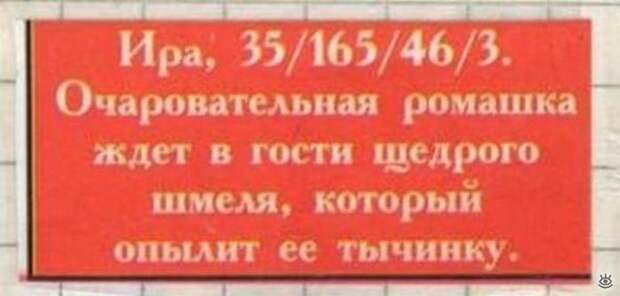 Ира, 35/165/46/3.
Очаровательная ромашка
ждет в гости щедрого
шмеля, который
опылит ее тычинку.